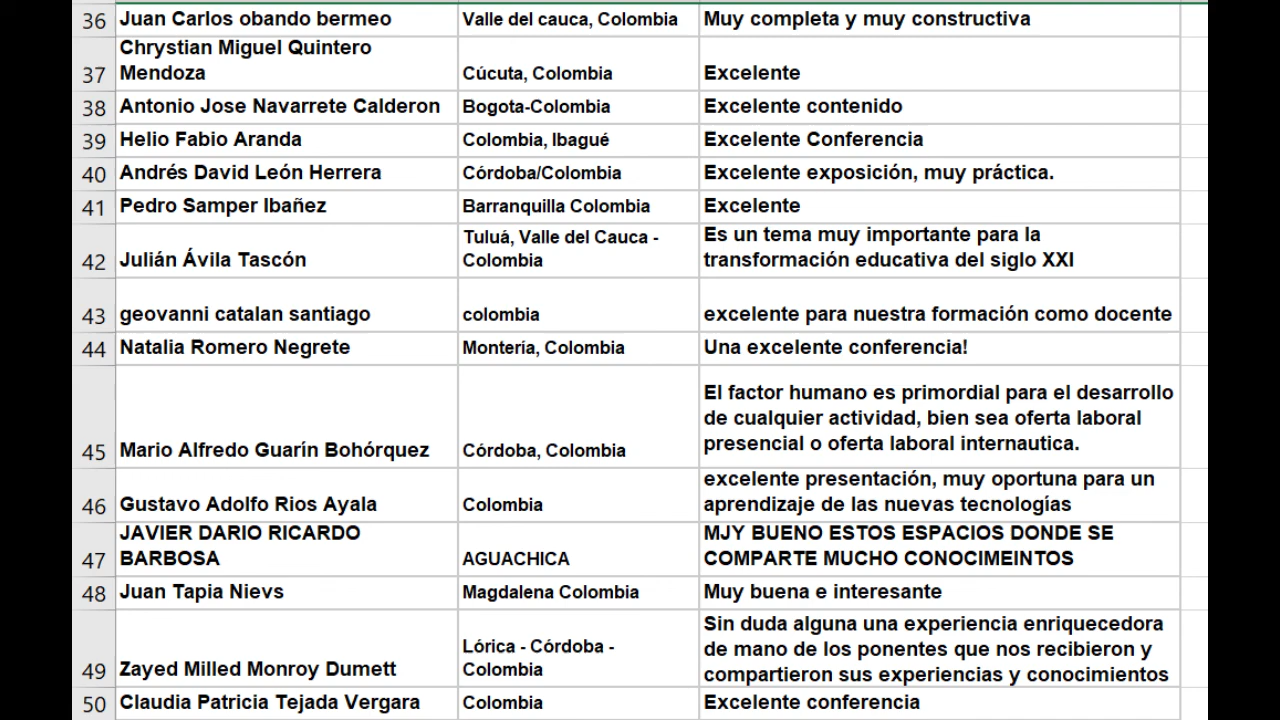 36 Juan Carlos obando bermeo Valle del cauca, Colombia Muy completa y muy constructiva
Chrystian Miguel Quintero
37 Mendoza Cúcuta, Colombia Excelente
38 Antonio Jose Navarrete Calderon Bogota-Colombia Excelente contenido
39 Helio Fabio Aranda Colombia, Ibagué Excelente Conferencia
40 Andrés David León Herrera Córdoba/Colombia Excelente exposición, muy práctica.
41 Pedro Samper Ibañez Barranquilla Colombia Excelente
Tuluá, Valle del Cauca - Es un tema muy importante para la
42 Julián Ávila Tascón Colombia transformación educativa del siglo XXI
43 geovanni catalan santiago colombia excelente para nuestra formación como docente
44 Natalia Romero Negrete Montería, Colombia Una excelente conferencia!
El factor humano es primordial para el desarrollo
de cualquier actividad, bien sea oferta laboral
45 Mario Alfredo Guarín Bohórquez Córdoba, Colombia presencial o oferta laboral internautica.
excelente presentación, muy oportuna para un
46 Gustavo Adolfo Rios Ayala Colombia aprendizaje de las nuevas tecnologías
JAVIER DARIO RICARDO MJY BUENO ESTOS ESPACIOS DONDE SE
47 BARBOSA AGUACHICA COMPARTE MUCHO CONOCIMEINTOS
48 Juan Tapia Nievs Magdalena Colombia Muy buena e interesante
Sin duda alguna una experiencia enriquecedora
Lórica - Córdoba - de mano de los ponentes que nos recibieron y
49 Zayed Milled Monroy Dumett Colombia compartieron sus experiencias y conocimientos
50 Claudia Patricia Tejada Vergara Colombia Excelente conferencia